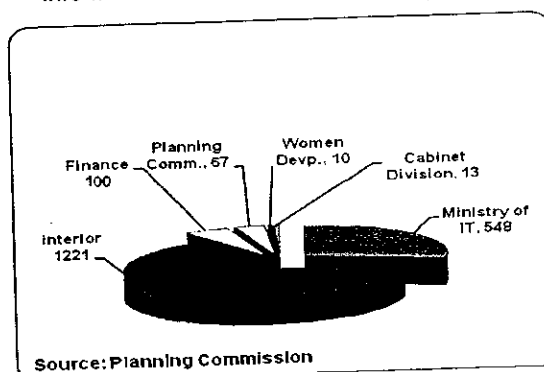 Planning
Comm., 67
Women
Devp., 10
Cabinet
Division, 13
Finance
100
Ministry of
IT, 548
interior
1221
Source: Planning Commission